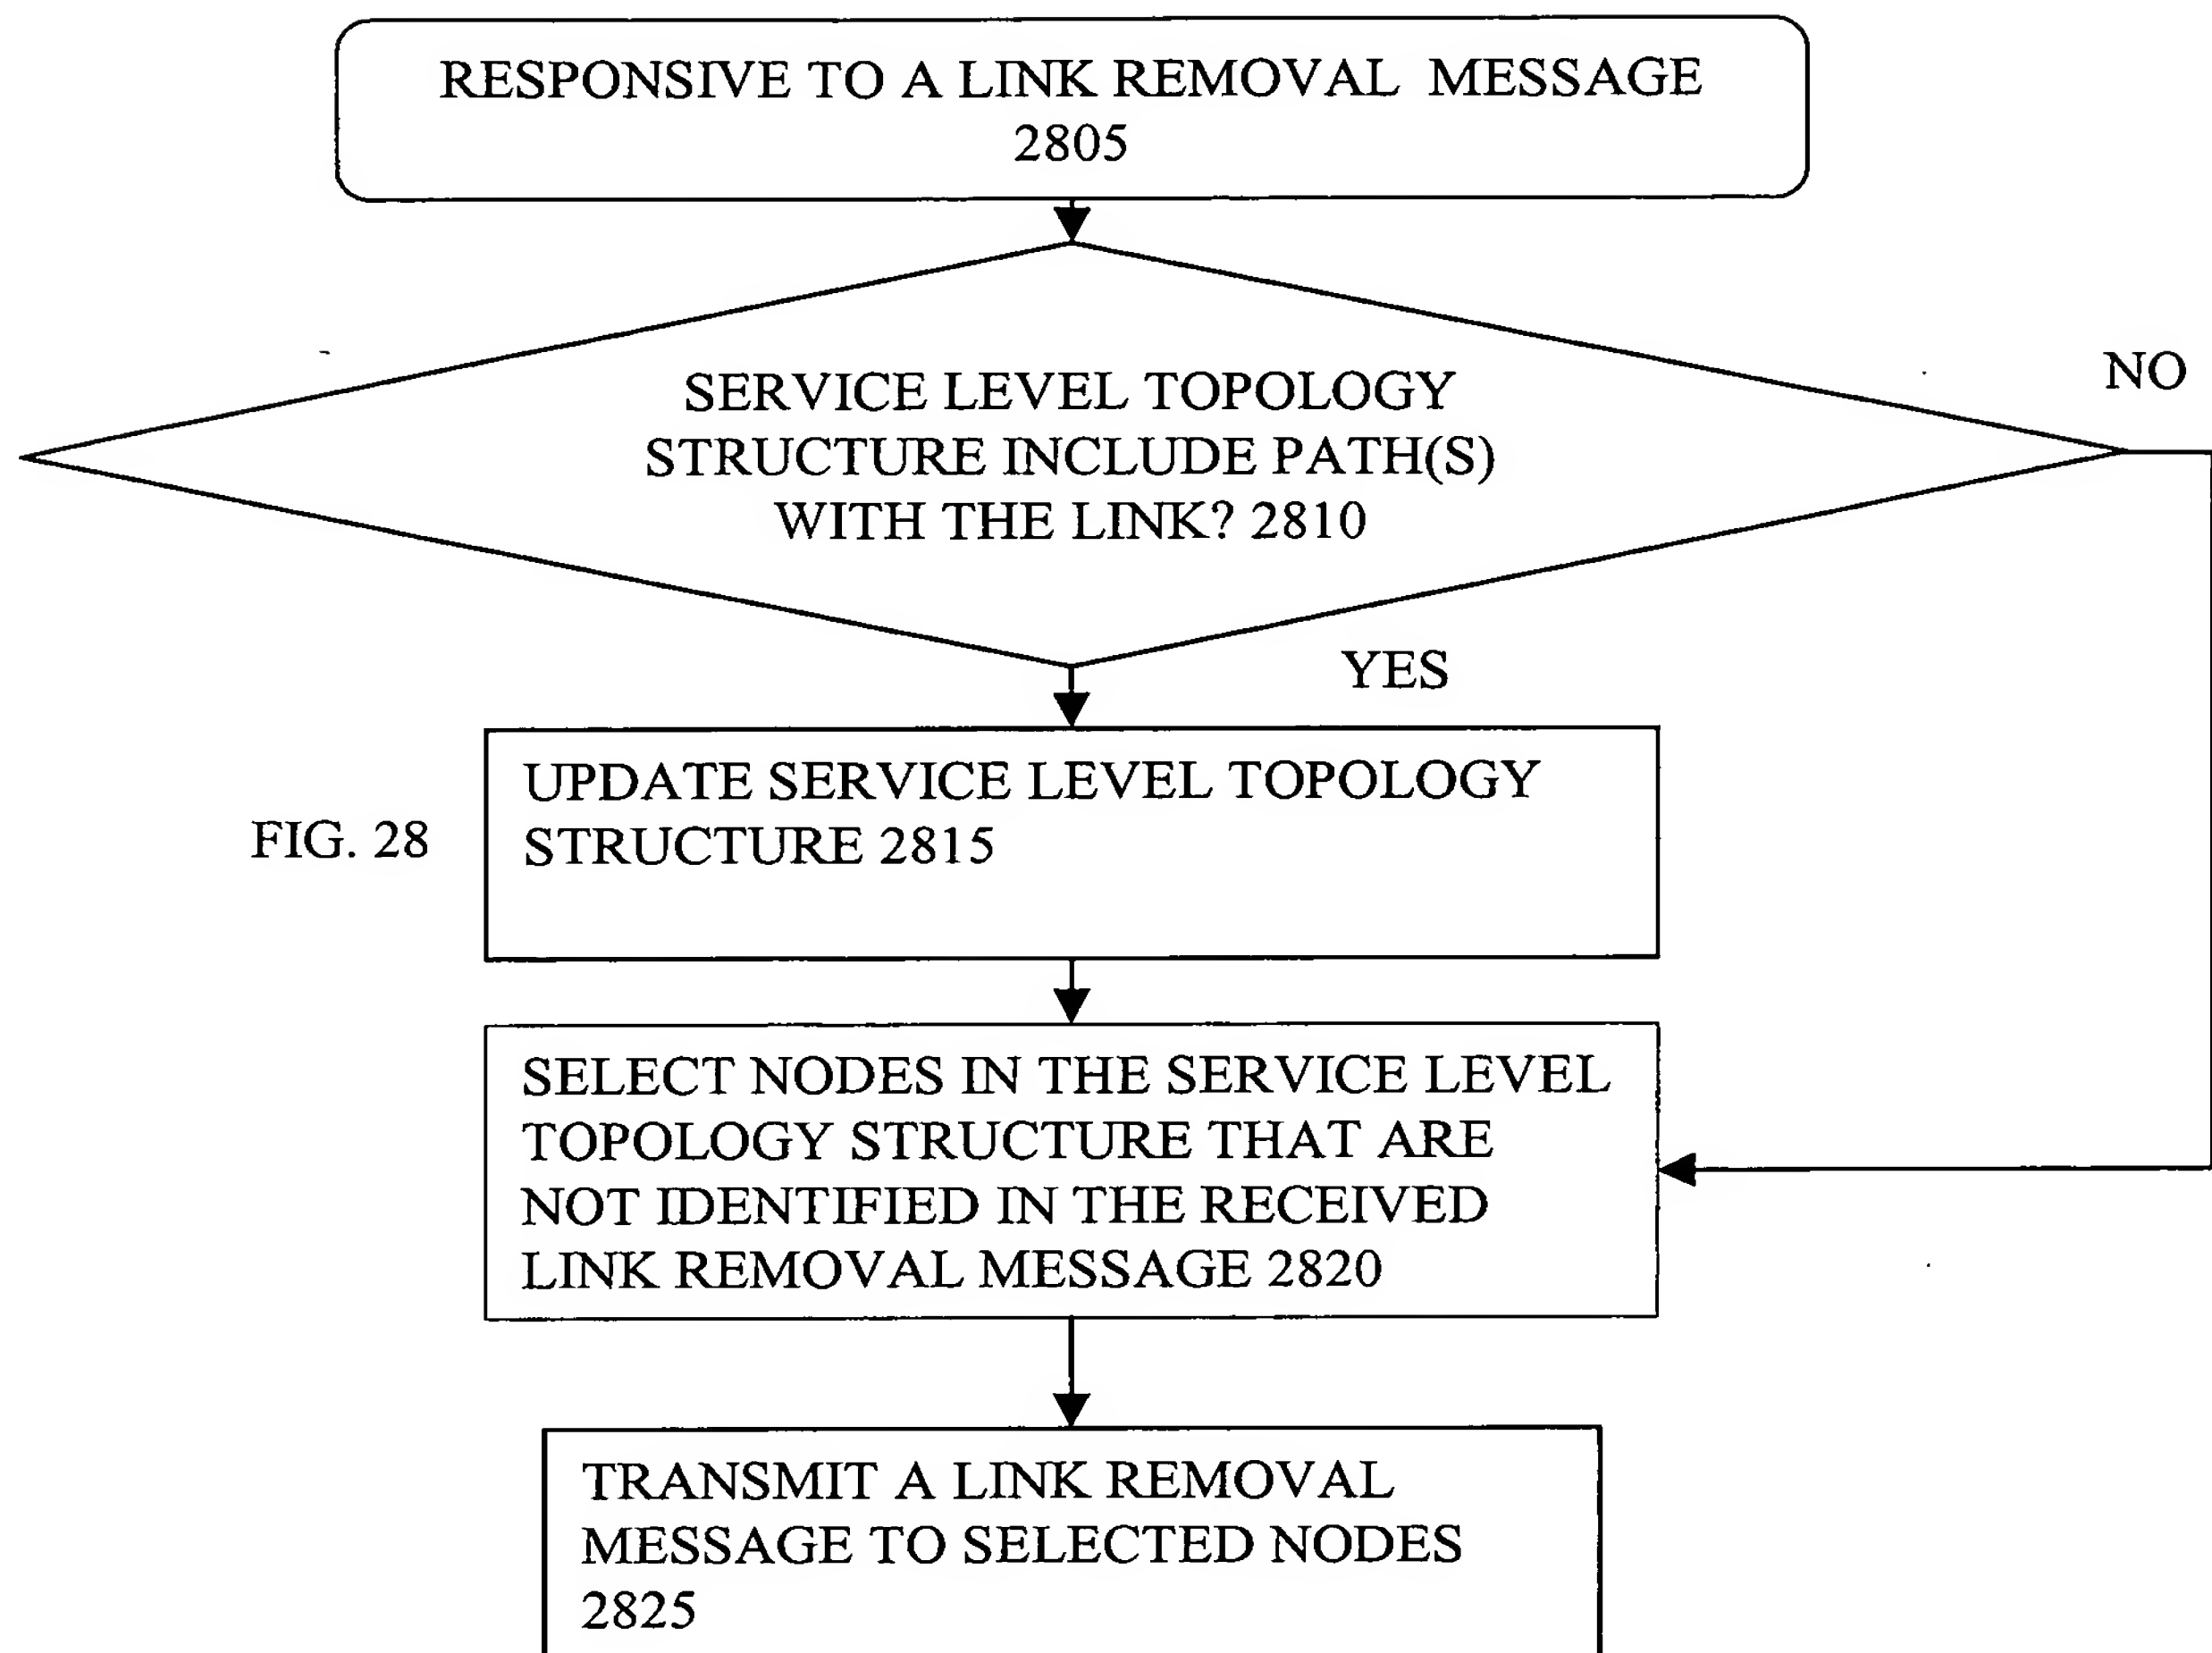 RESPONSIVE TO A LINK REMOVAL MESSAGE
2805
NO
SERVICE LEVEL TOPOLOGY
STRUCTURE INCLUDE PATH(S)
WITH THE LINK? 2810
YES
UPDATE SERVICE LEVEL TOPOLOGY
STRUCTURE 2815
FIG. 28
SELECT NODES IN THE SERVICE LEVEL
TOPOLOGY STRUCTURE THAT ARE
NOT IDENTIFIED IN THE RECEIVED
LINK REMOVAL MESSAGE 2820
TRANSMIT A LINK REMOVAL
MESSAGE TO SELECTED NODES
2825